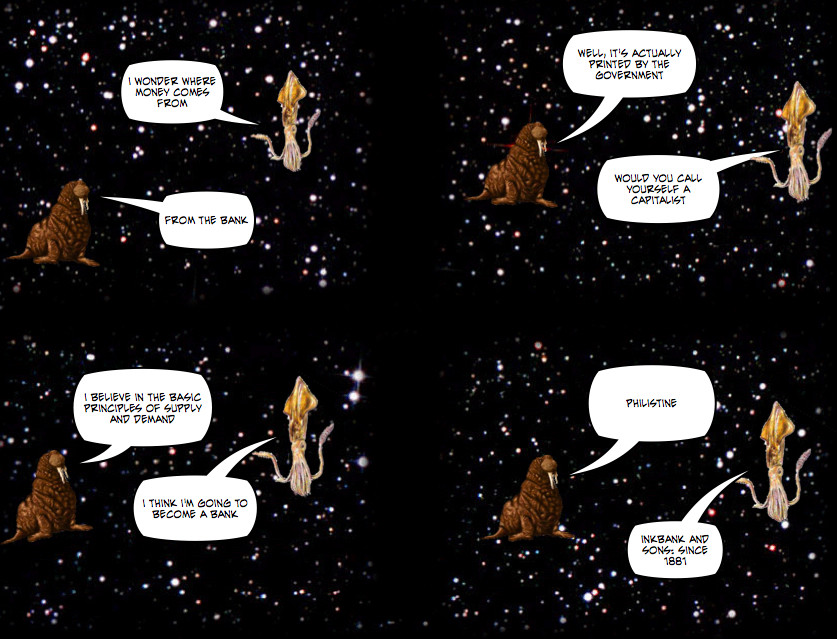 I WONDER WHERE
MONEY COMES
FROM
FROM THE BANK
WELL, IT'S ACTUALLY
PRINTED BY THE
GOVERNMENT
WOULD YOU CALL
YOURSELF A
CAPITALIST
I BELIEVE IN THE BASIC
PRINCIPLES OF SUPPLY
AND DEMAND
I THINK I'M GOING TO
BECOME A BANK
PHILISTINE
INKBANK AND
SONS: SINCE
1881